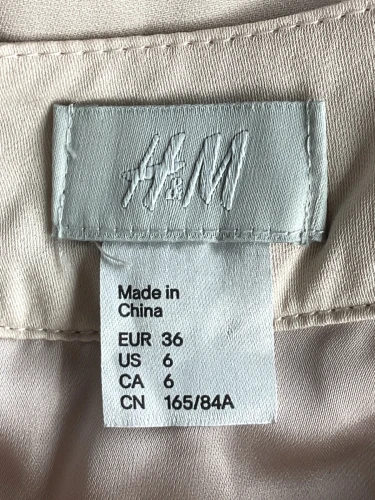 H&M
Made in
China
EUR 36
US 6
CA 6
CN 165/84A